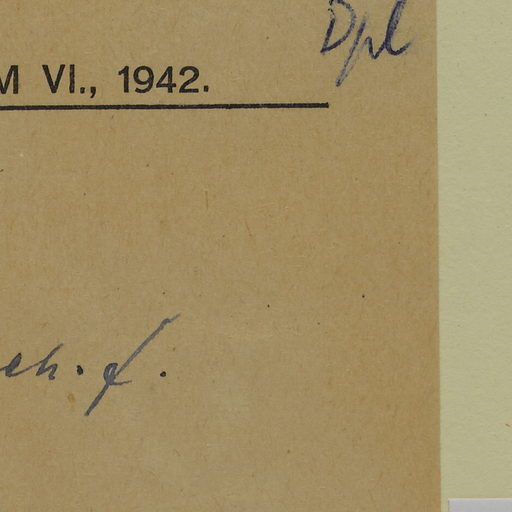 Dpl
M VI., 1942.
ch. f.